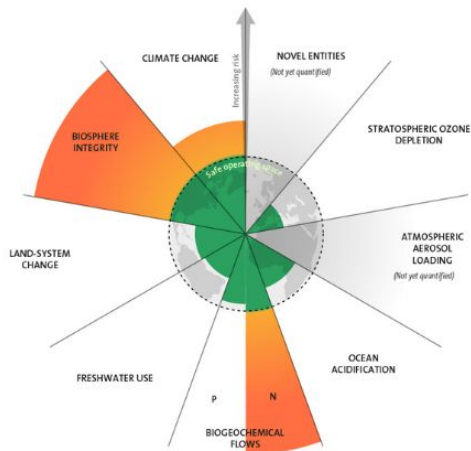 CLIMATE CHANGE
Increasing risk
NOVEL ENTITIES
(Not yet quantified)
BIOSPHERE
INTEGRITY
STRATOSPHERIC OZONE
DEPLETION
Safe operating space
LAND-SYSTEM
CHANGE
ATMOSPHERIC
AEROSOL
LOADING
(Not yet quantified)
OCEAN
ACIDIFICATION
FRESHWATER USE
P
N
BIOGEOCHEMICAL
FLOWS